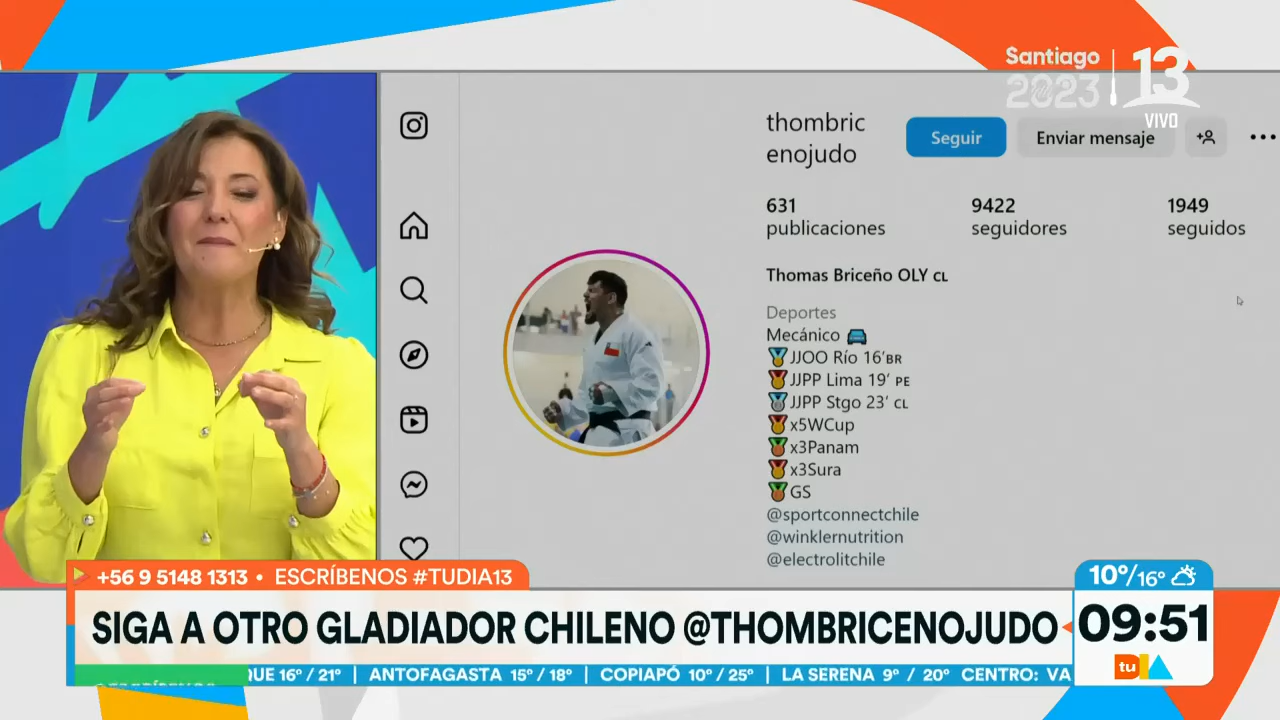 Santiago
2023
13
VIVO
thombric
enojudo
Seguir
Enviar mensaje
631
publicaciones
9422
seguidores
1949
seguidos
Thomas Briceño OLY CL
Deportes
Mecánico
JJOO Río 16’BR
JJPP Lima 19’ PE
JJPP Stgo 23’ CL
x5WCup
x3Panam
x3Sura
GS
@sportconnectchile
@winklernutrition
@electrolitchile
+56 9 5148 1313 • ESCRÍBENOS #TUDIA13
10°/16°
SIGA A OTRO GLADIADOR CHILENO @THOMBRICENOJUDO
09:51
tu DÍA
QUE 16° / 21° | ANTOFAGASTA 15° / 18° | COPIAPÓ 10° / 25° | LA SERENA 9° / 20° CENTRO: VA